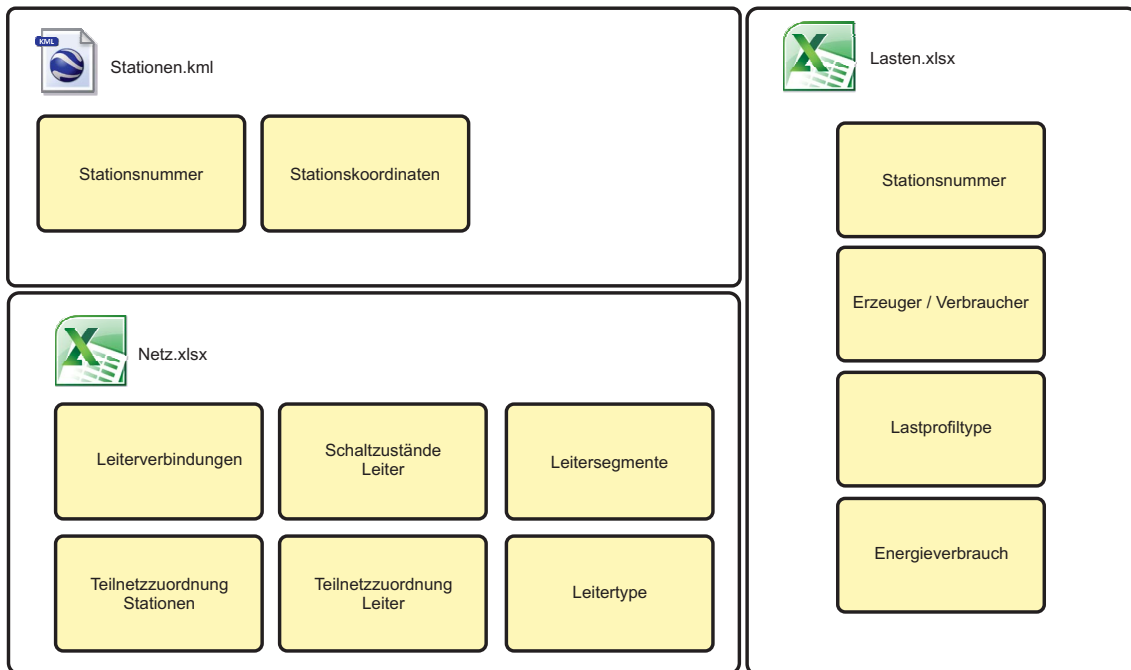 KML
Stationen.kml
Stationsnummer
Stationskoordinaten
Netz.xlsx
Leiterverbindungen
Schaltzustände
Leiter
Leitersegmente
Teilnetzzuordnung
Stationen
Teilnetzzuordnung
Leiter
Leitertype
Lasten.xlsx
Stationsnummer
Erzeuger / Verbraucher
Lastprofiltype
Energieverbrauch